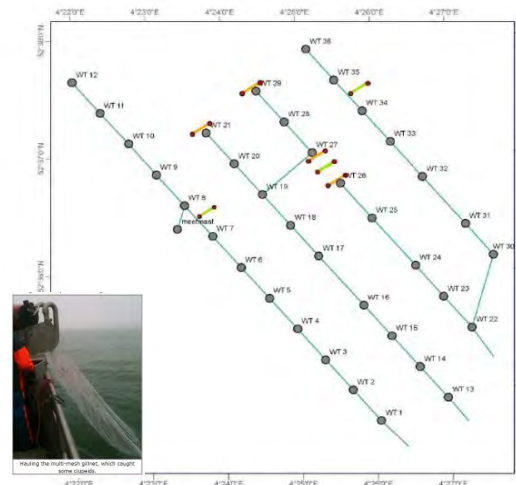 4°22'0"E 4°23'0"E 4°24'0"E 4°25'0"E 4°26'0"E 4°27'0"E
52°38'0"N
WT 36
WT 12
WT 29
WT 35
WT 11
WT 34
WT 28
WT 21
WT 10
WT 33
WT 27
52°37'0"N
WT 20
WT 9
WT 32
WT 26
WT 19
WT 8
meetmast
WT 25
WT 31
WT 18
WT 7
WT 30
WT 17
WT 24
WT 6
WT 23
WT 5
WT 16
WT 22
WT 4
WT 15
WT 3
WT 14
WT 2
WT 13
WT 1
Hauling the multi-mesh gillnet, which caught
some clupeids.
4°22'0"E 4°23'0"E 4°24'0"E 4°25'0"E 4°26'0"E 4°27'0"E